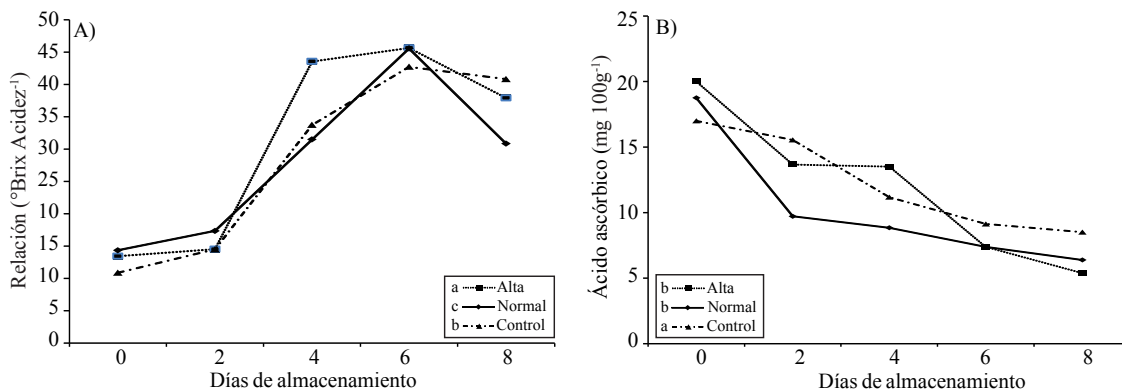 A)
Relación (°Brix Acidez⁻¹)
50
45
40
35
30
25
20
15
10
5
0
0 2 4 6 8
Días de almacenamiento
a Alta
c Normal
b Control
B)
Ácido ascórbico (mg 100g⁻¹)
25
20
15
10
5
0
0 2 4 6 8
Días de almacenamiento
b Alta
b Normal
a Control